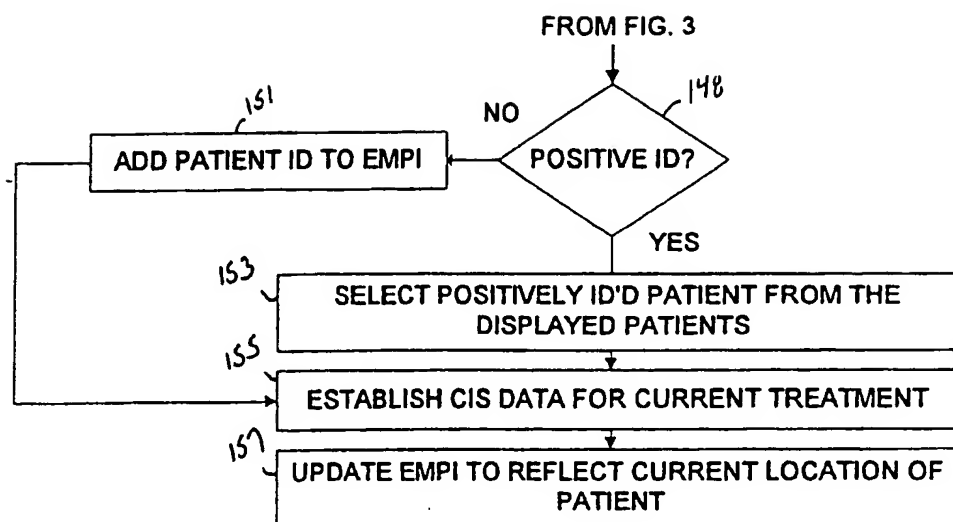 FROM FIG. 3
148
NO
POSITIVE ID?
151
ADD PATIENT ID TO EMPI
YES
153
SELECT POSITIVELY ID'D PATIENT FROM THE
DISPLAYED PATIENTS
155
ESTABLISH CIS DATA FOR CURRENT TREATMENT
157
UPDATE EMPI TO REFLECT CURRENT LOCATION OF
PATIENT